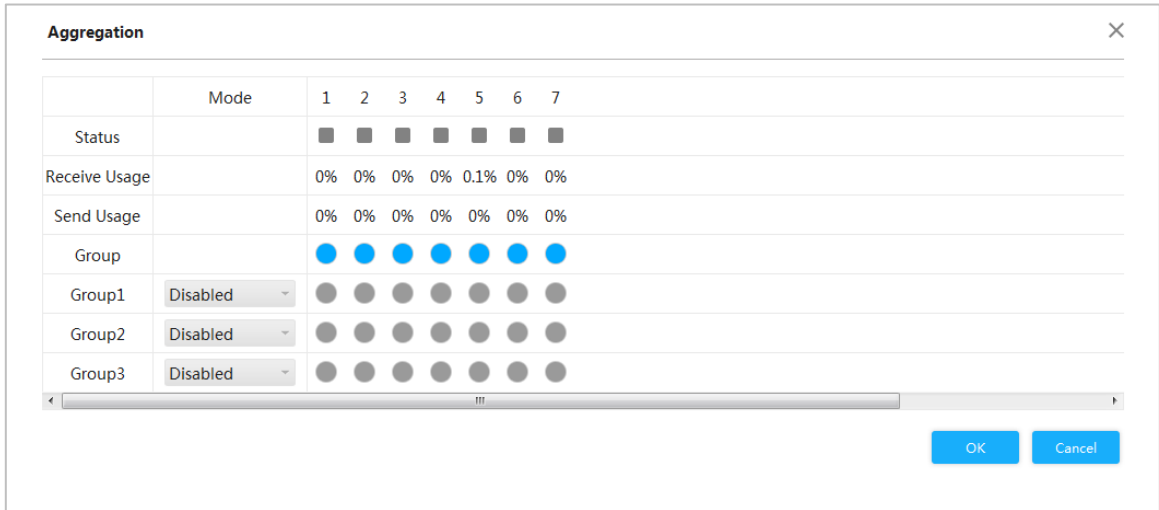 Aggregation
Mode 1 2 3 4 5 6 7
Status
Receive Usage 0% 0% 0% 0% 0.1% 0% 0%
Send Usage 0% 0% 0% 0% 0% 0% 0%
Group
Group1 Disabled
Group2 Disabled
Group3 Disabled
OK Cancel